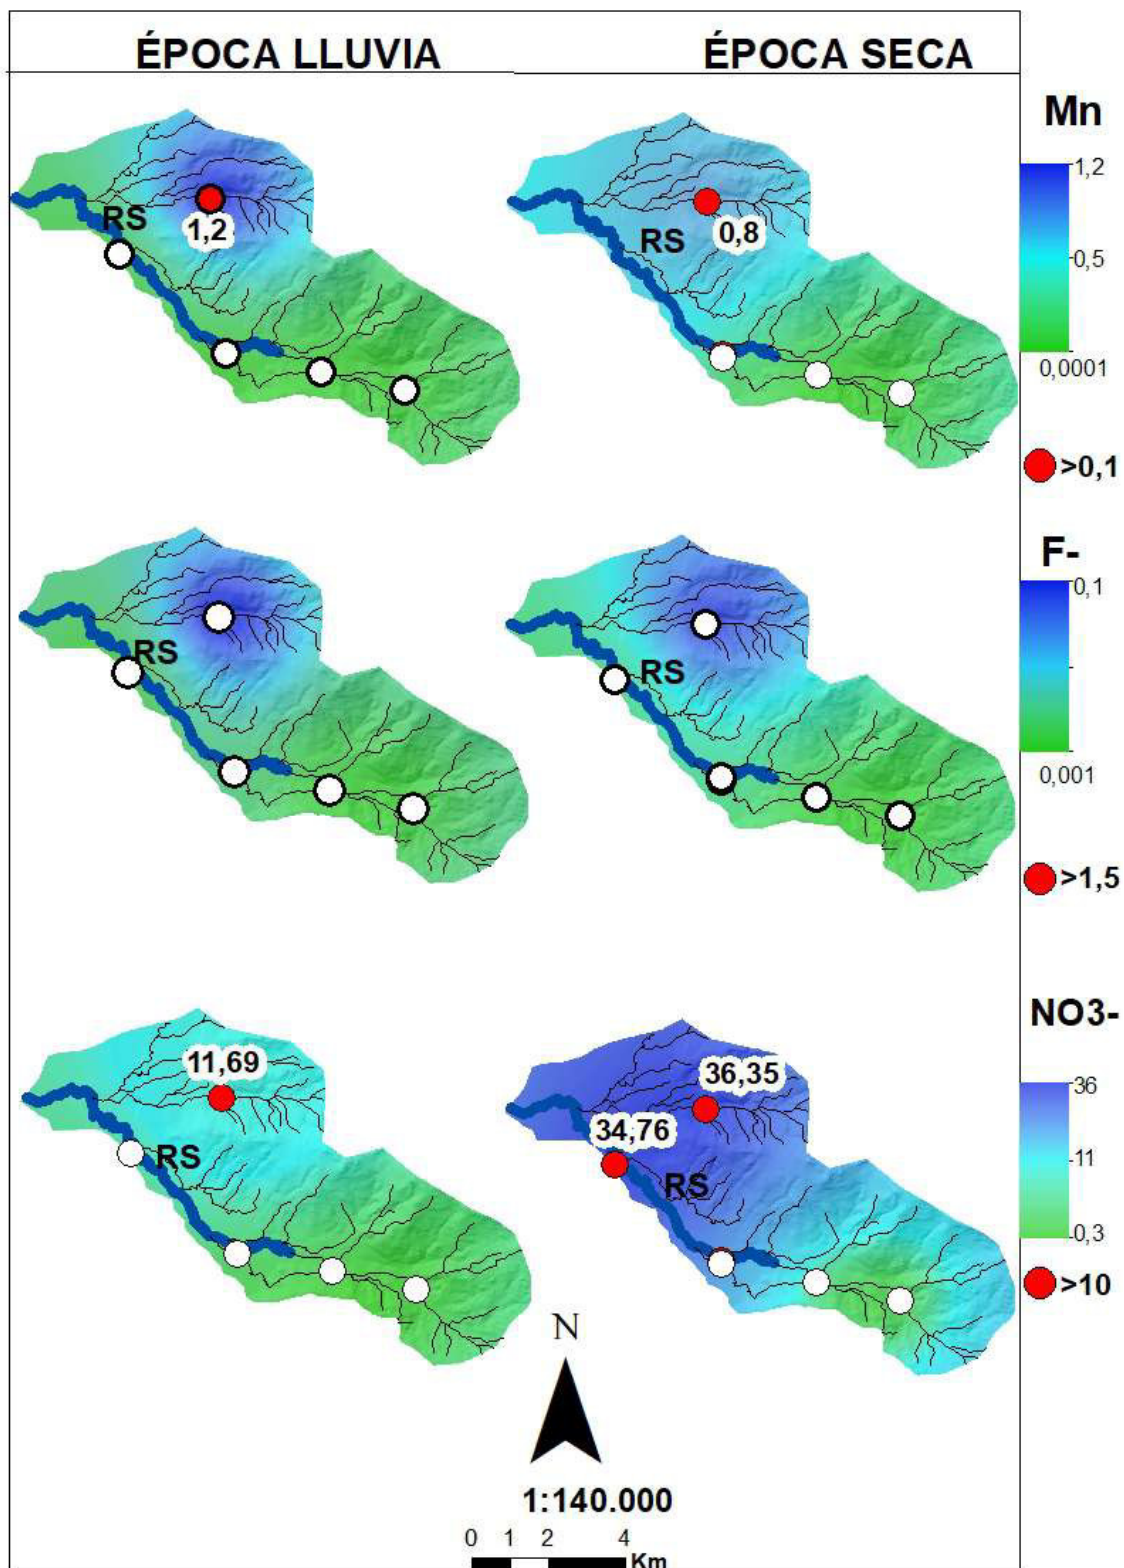 ÉPOCA LLUVIA
ÉPOCA SECA
Mn
1,2
0,5
0,0001
>0,1
RS
1,2
RS
0,8
F-
0,1
0,001
>1,5
RS
RS
NO3-
36
11
0,3
>10
11,69
RS
36,35
34,76
RS
N
1:140.000
0 1 2 4
Km